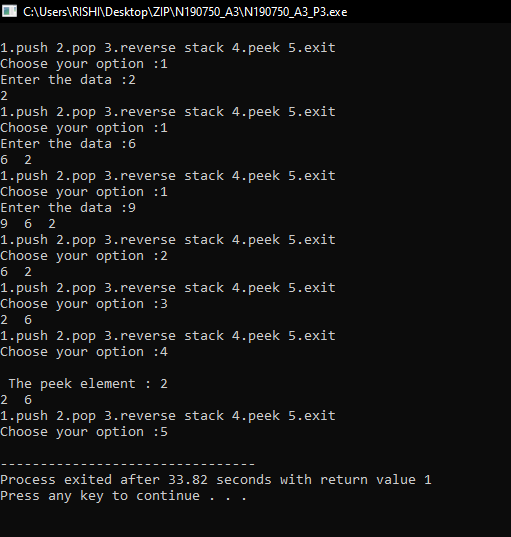 C:\Users\RISHI\Desktop\ZIP\N190750_A3\N190750_A3_P3.exe
1.push 2.pop 3.reverse stack 4.peek 5.exit
Choose your option :1
Enter the data :2
2
1.push 2.pop 3.reverse stack 4.peek 5.exit
Choose your option :1
Enter the data :6
6  2
1.push 2.pop 3.reverse stack 4.peek 5.exit
Choose your option :1
Enter the data :9
9  6  2
1.push 2.pop 3.reverse stack 4.peek 5.exit
Choose your option :2
6  2
1.push 2.pop 3.reverse stack 4.peek 5.exit
Choose your option :3
2  6
1.push 2.pop 3.reverse stack 4.peek 5.exit
Choose your option :4
 The peek element : 2
2  6
1.push 2.pop 3.reverse stack 4.peek 5.exit
Choose your option :5
--------------------------------
Process exited after 33.82 seconds with return value 1
Press any key to continue . . .